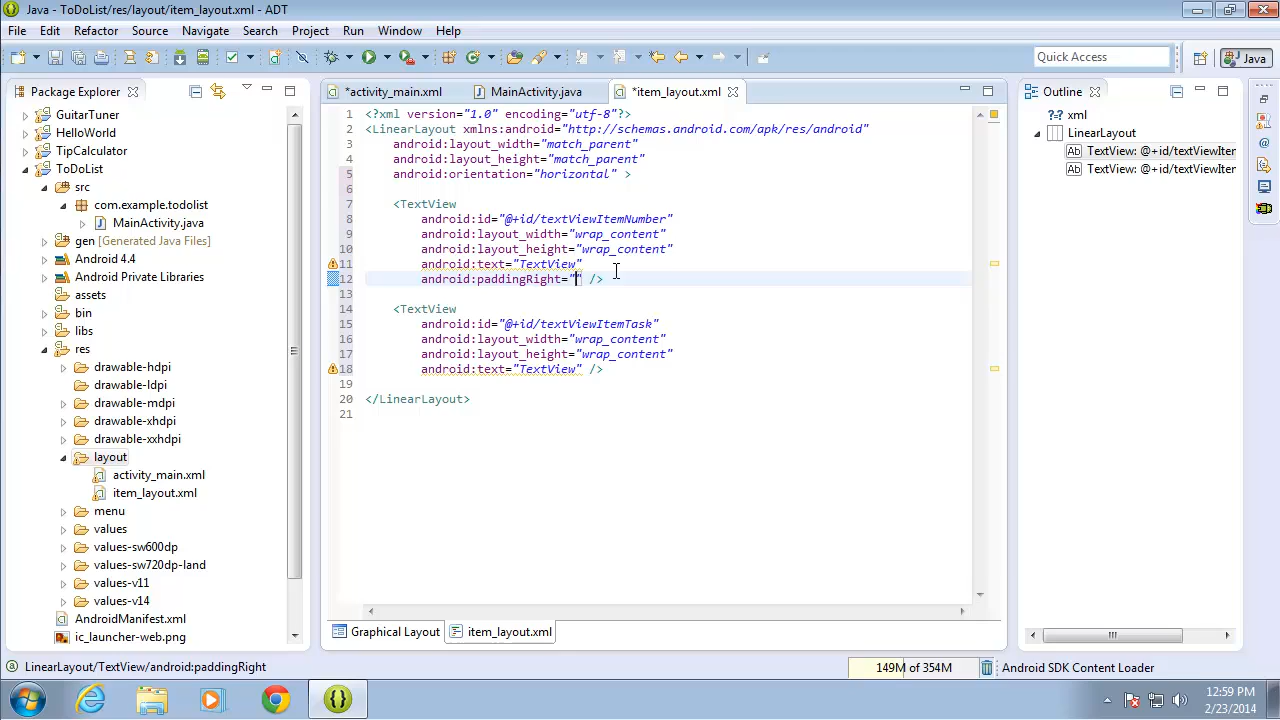 Java - ToDoList/res/layout/item_layout.xml - ADT
File Edit Refactor Source Navigate Search Project Run Window Help
Quick Access
Java
Package Explorer
GuitarTuner
HelloWorld
TipCalculator
ToDoList
src
com.example.todolist
MainActivity.java
gen [Generated Java Files]
Android 4.4
Android Private Libraries
assets
bin
libs
res
drawable-hdpi
drawable-ldpi
drawable-mdpi
drawable-xhdpi
drawable-xxhdpi
layout
activity_main.xml
item_layout.xml
menu
values
values-sw600dp
values-sw720dp-land
values-v11
values-v14
AndroidManifest.xml
ic_launcher-web.png
*activity_main.xml MainActivity.java *item_layout.xml
1 <?xml version="1.0" encoding="utf-8"?>
2 <LinearLayout xmlns:android="http://schemas.android.com/apk/res/android"
3 android:layout_width="match_parent"
4 android:layout_height="match_parent"
5 android:orientation="horizontal" >
6
7 <TextView
8 android:id="@+id/textViewItemNumber"
9 android:layout_width="wrap_content"
10 android:layout_height="wrap_content"
11 android:text="TextView"
12 android:paddingRight="" />
13
14 <TextView
15 android:id="@+id/textViewItemTask"
16 android:layout_width="wrap_content"
17 android:layout_height="wrap_content"
18 android:text="TextView" />
19
20 </LinearLayout>
21
Graphical Layout item_layout.xml
Outline
?=? xml
LinearLayout
Ab TextView: @+id/textViewIter
Ab TextView: @+id/textViewIter
LinearLayout/TextView/android:paddingRight
149M of 354M
Android SDK Content Loader
12:59 PM
2/23/2014